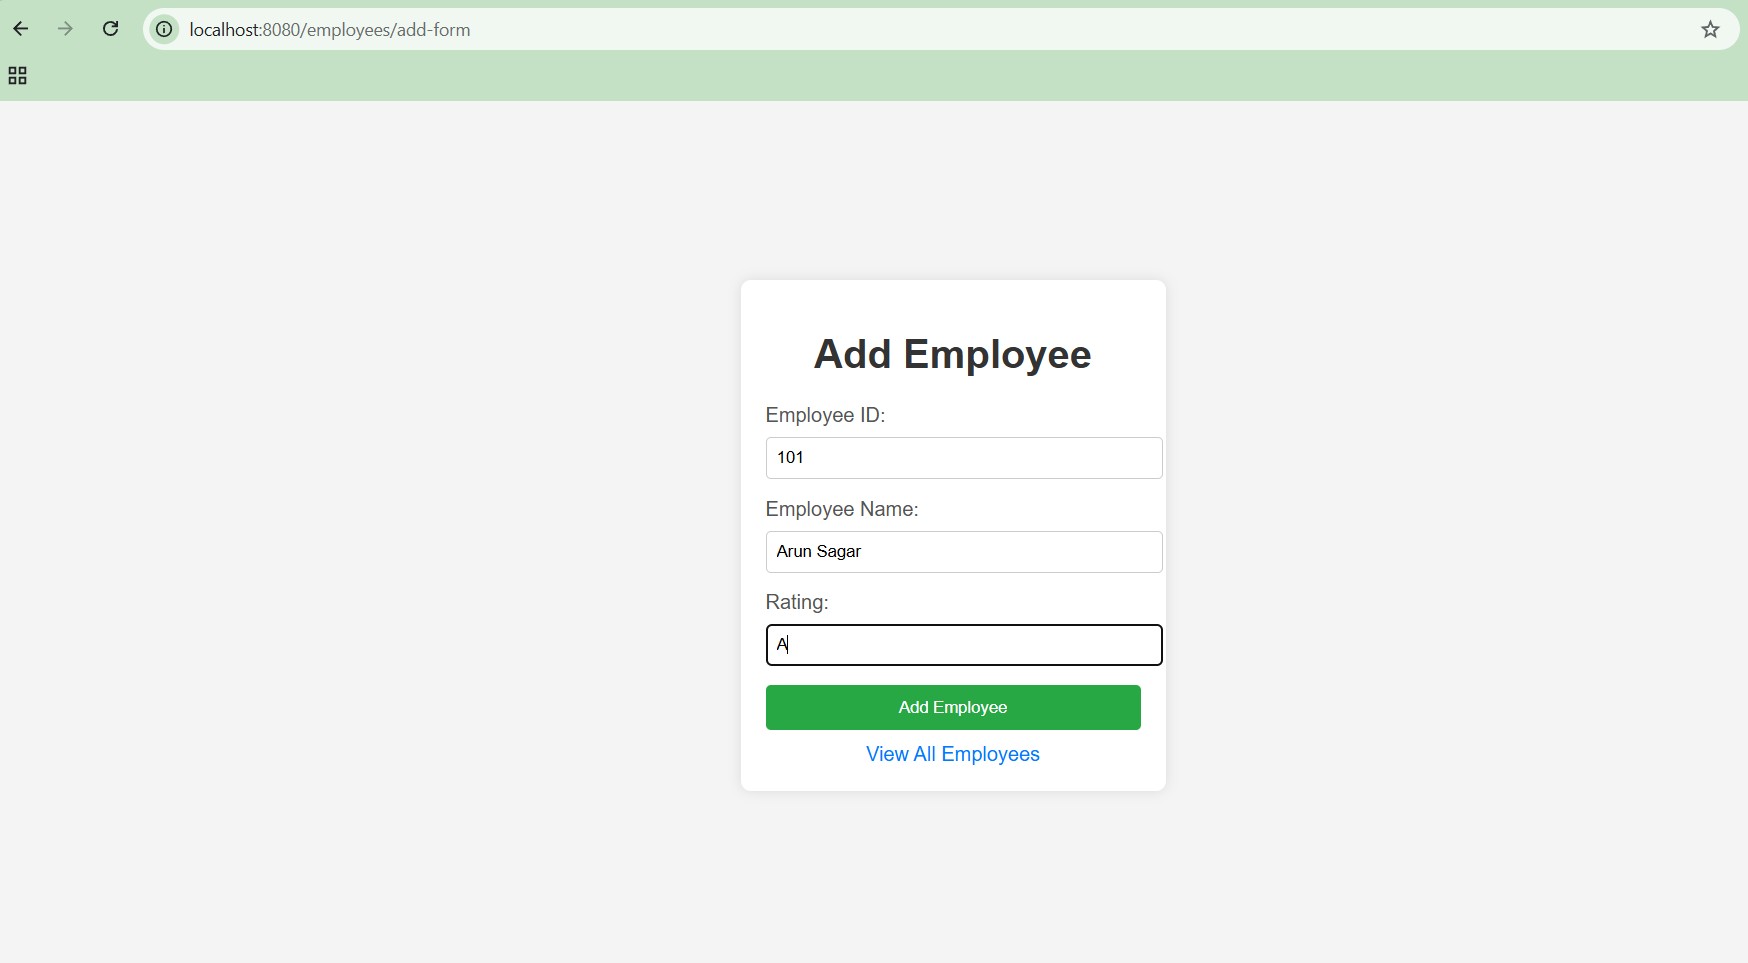 localhost:8080/employees/add-form
Add Employee
Employee ID:
101
Employee Name:
Arun Sagar
Rating:
A
Add Employee
View All Employees